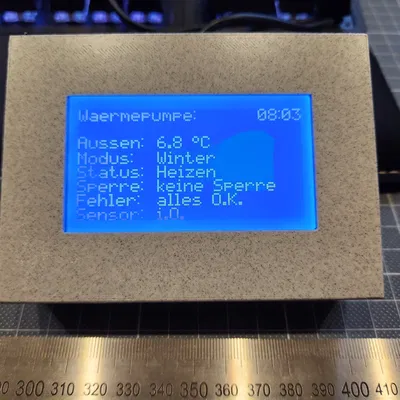 Waermepumpe: 08:03
Aussen: 6.8 °C
Modus: Winter
Status: Heizen
Sperre: keine Sperre
Fehler: alles O.K.
Sensor: i.O.
300 310 320 330 340 350 360 370 380 390 400 410